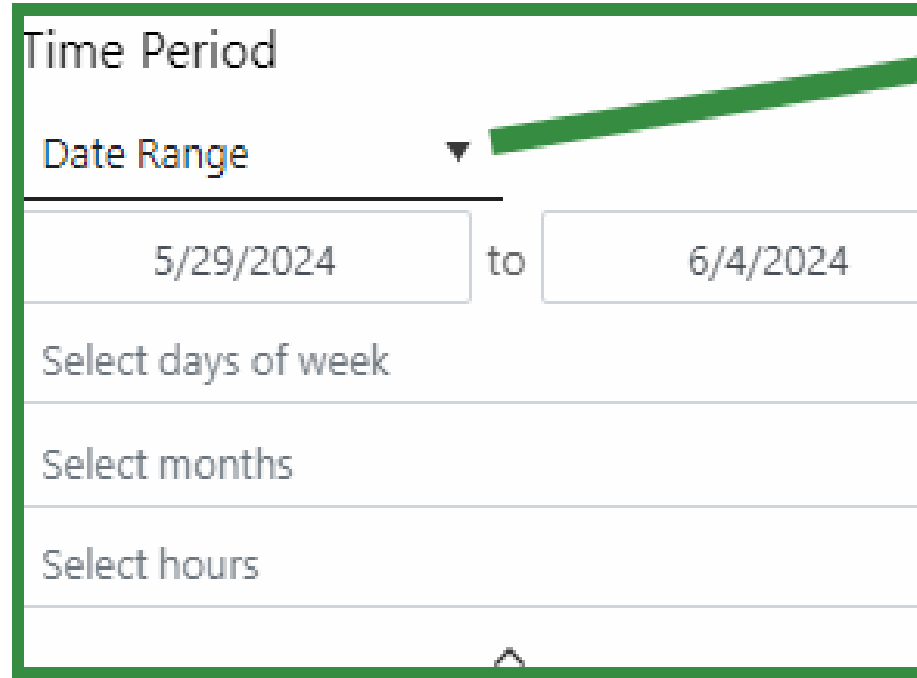 Time Period
Date Range
5/29/2024 to 6/4/2024
Select days of week
Select months
Select hours